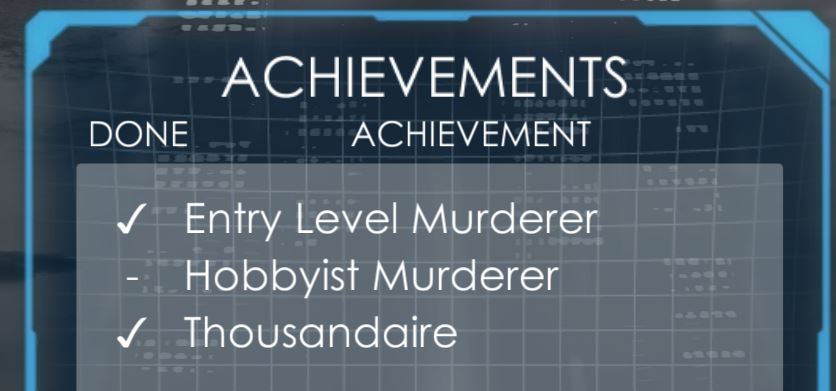 ACHIEVEMENTS
DONE ACHIEVEMENT
✓ Entry Level Murderer
- Hobbyist Murderer
✓ Thousandaire